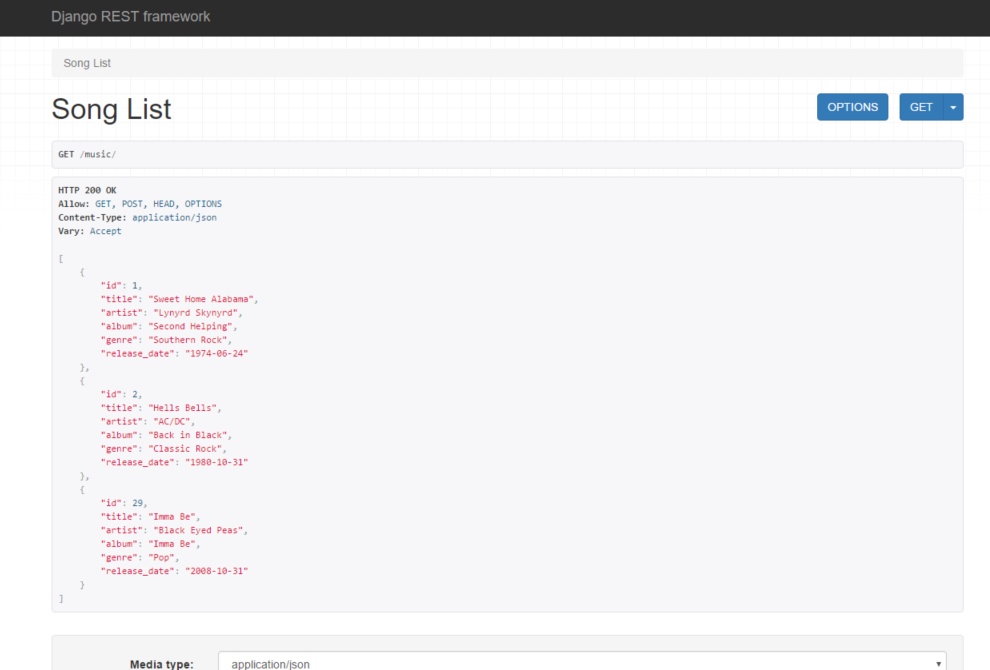 Django REST framework
Song List
Song List
OPTIONS
GET
GET /music/
HTTP 200 OK
Allow: GET, POST, HEAD, OPTIONS
Content-Type: application/json
Vary: Accept
[
{
"id": 1,
"title": "Sweet Home Alabama",
"artist": "Lynyrd Skynyrd",
"album": "Second Helping",
"genre": "Southern Rock",
"release_date": "1974-06-24"
},
{
"id": 2,
"title": "Hells Bells",
"artist": "AC/DC",
"album": "Back in Black",
"genre": "Classic Rock",
"release_date": "1980-10-31"
},
{
"id": 29,
"title": "Imma Be",
"artist": "Black Eyed Peas",
"album": "Imma Be",
"genre": "Pop",
"release_date": "2008-10-31"
}
]
Media type: application/json